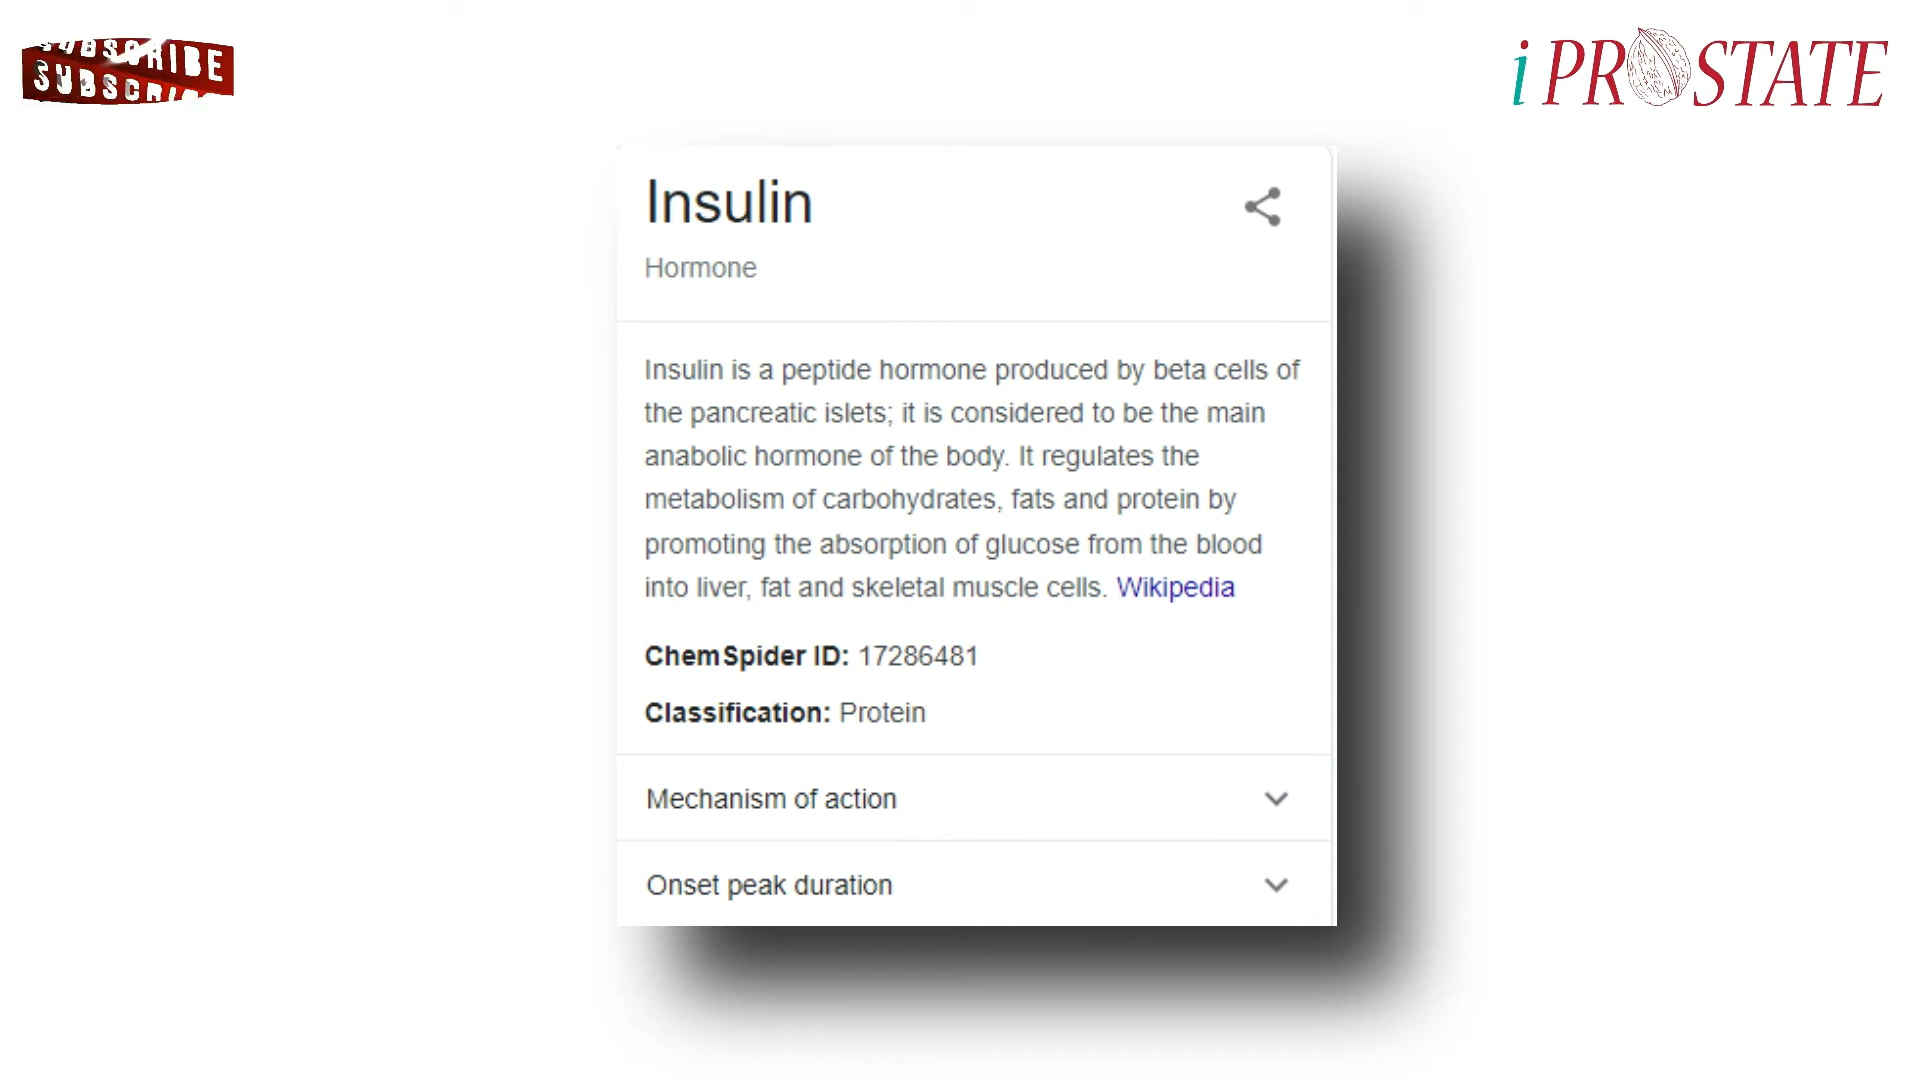 SUBSCRIBE
SUBSCRI
i PROSTATE
Insulin
Hormone
Insulin is a peptide hormone produced by beta cells of
the pancreatic islets; it is considered to be the main
anabolic hormone of the body. It regulates the
metabolism of carbohydrates, fats and protein by
promoting the absorption of glucose from the blood
into liver, fat and skeletal muscle cells. Wikipedia
ChemSpider ID: 17286481
Classification: Protein
Mechanism of action
Onset peak duration